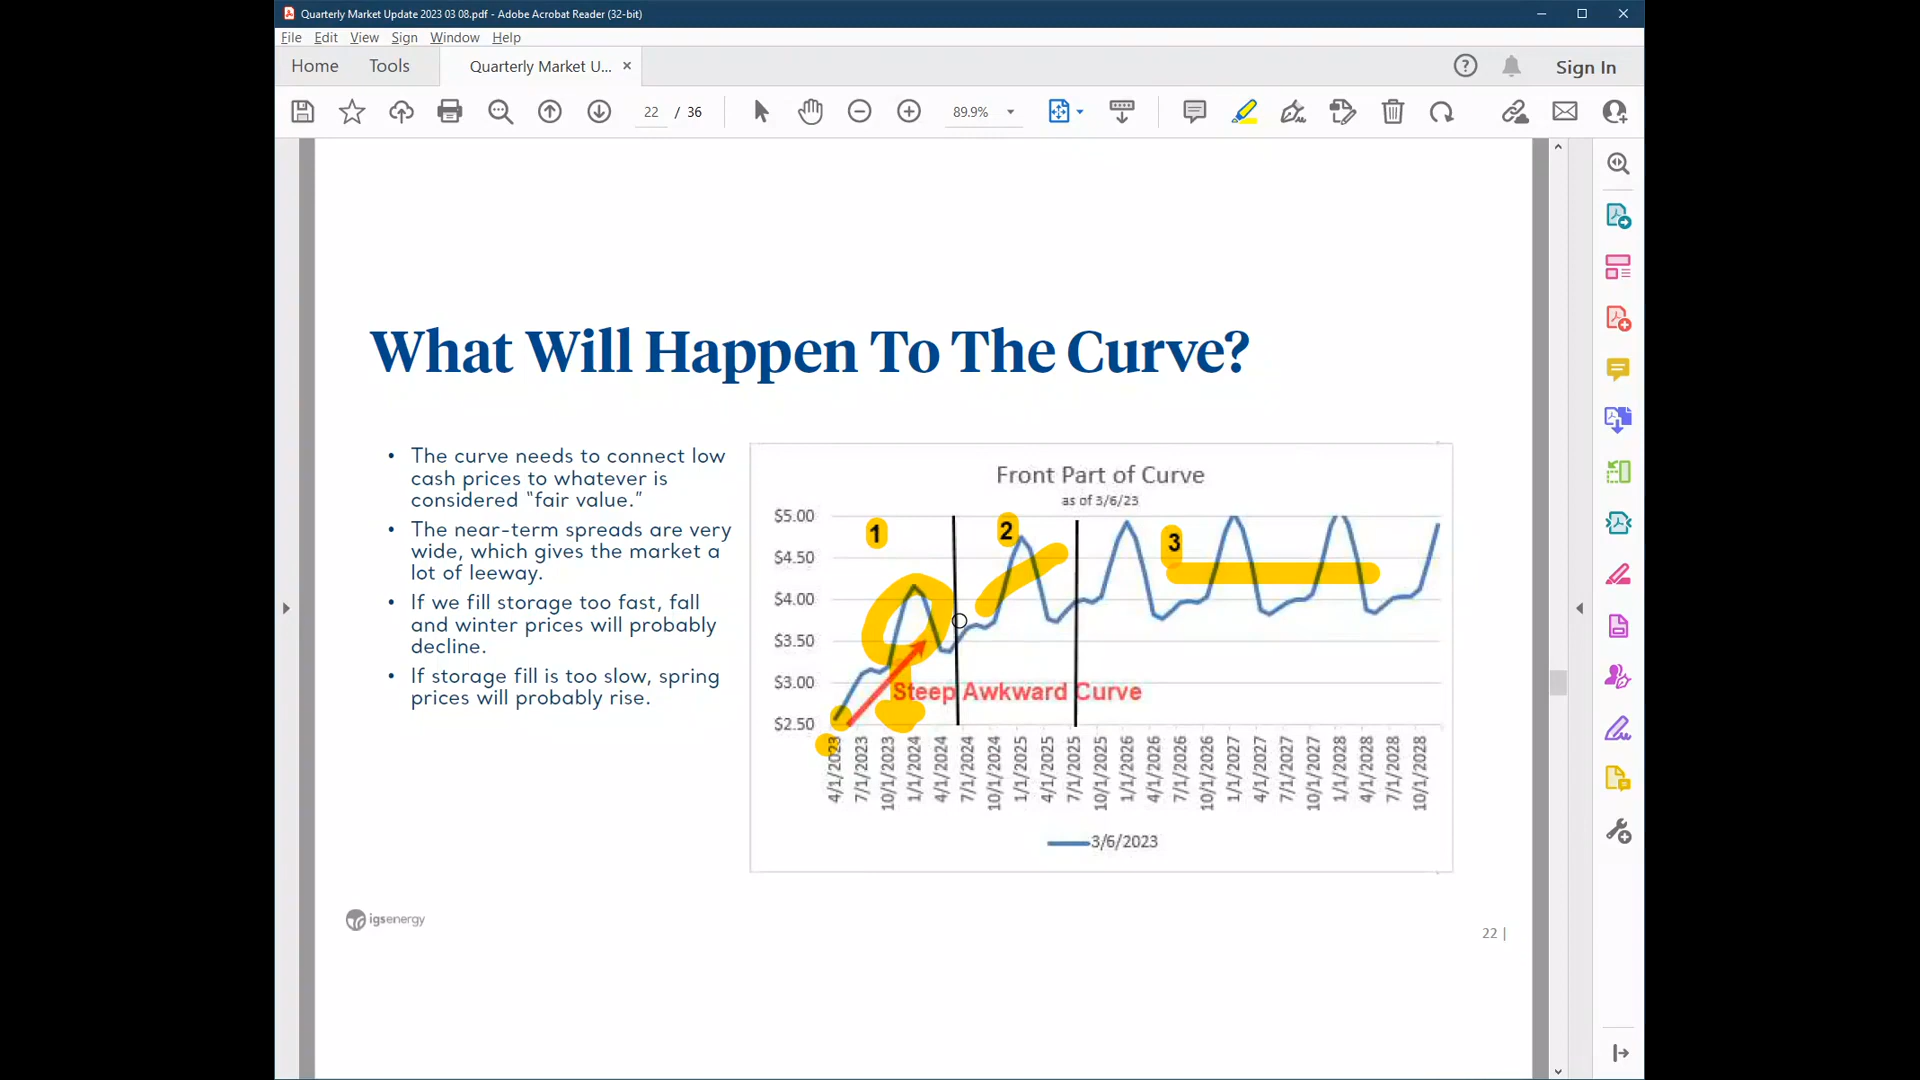 Quarterly Market Update 2023 03 08.pdf - Adobe Acrobat Reader (32-bit)
File Edit View Sign Window Help
Home Tools Quarterly Market U... × Sign In
22 / 36 89.9%
What Will Happen To The Curve?
• The curve needs to connect low
cash prices to whatever is
considered “fair value.”
• The near-term spreads are very
wide, which gives the market a
lot of leeway.
• If we fill storage too fast, fall
and winter prices will probably
decline.
• If storage fill is too slow, spring
prices will probably rise.
Front Part of Curve
as of 3/6/23
$5.00
$4.50
$4.00
$3.50
$3.00
$2.50
1
2
3
Steep Awkward Curve
4/1/2023
7/1/2023
10/1/2023
1/1/2024
4/1/2024
7/1/2024
10/1/2024
1/1/2025
4/1/2025
7/1/2025
10/1/2025
1/1/2026
4/1/2026
7/1/2026
10/1/2026
1/1/2027
4/1/2027
7/1/2027
10/1/2027
1/1/2028
4/1/2028
7/1/2028
10/1/2028
3/6/2023
igsenergy
22 |